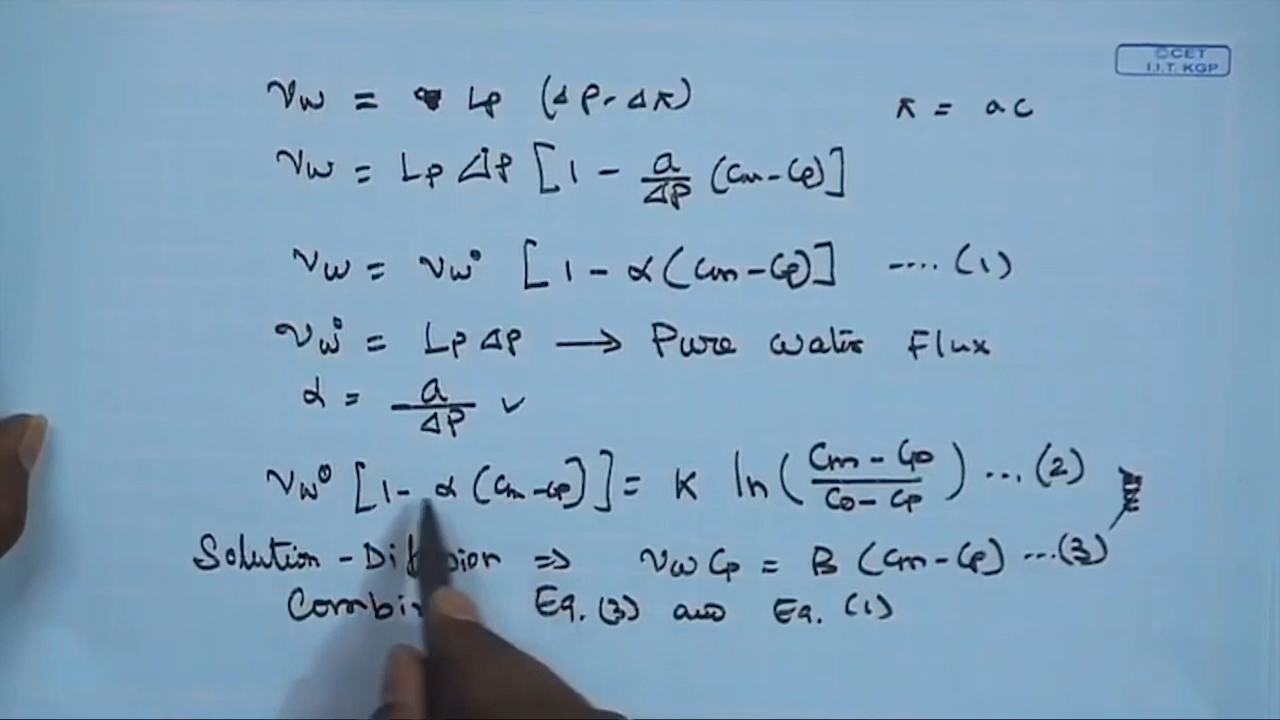 ©CET
I.I.T. KGP
vw = Lp (ΔP - Δπ) π = ac
vw = Lp ΔP [1 - a/ΔP (Cm - Cp)]
vw = vw° [1 - α (Cm - Cp)] .... (1)
vw° = Lp ΔP → Pure water Flux
α = a/ΔP ✓
vw° [1 - α (Cm - Cp)] = K ln (Cm - Cp / Co - Cp) ... (2)
Solution - Diffusion ⇒ vw Cp = B (Cm - Cp) ... (3)
Eq. (3) and Eq. (1)